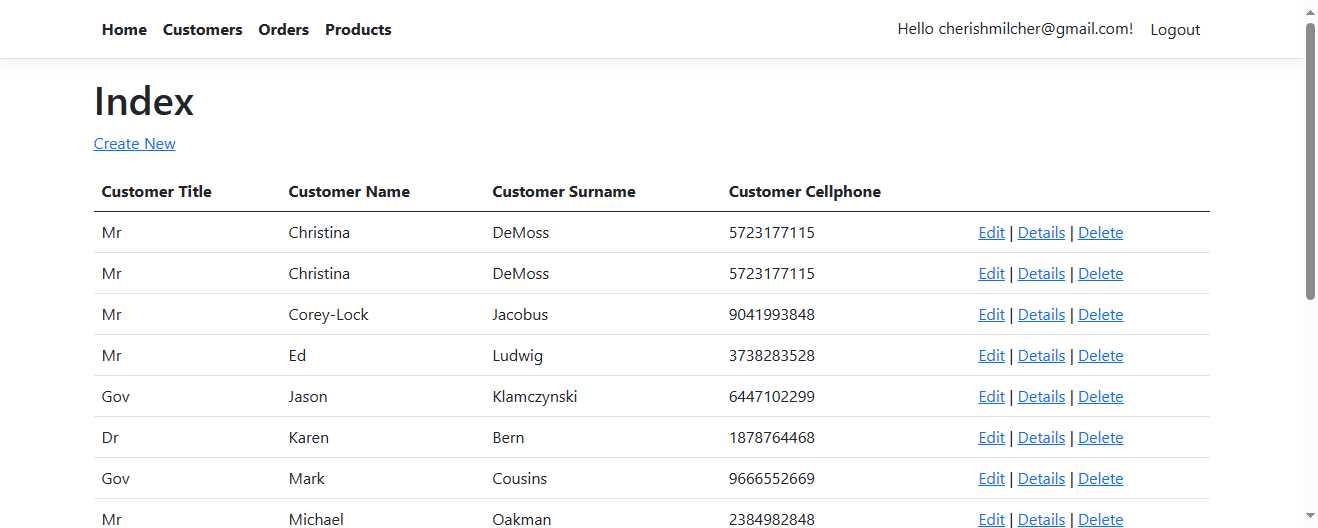 Home Customers Orders Products Hello cherishmilcher@gmail.com! Logout
Index
Create New
Customer Title Customer Name Customer Surname Customer Cellphone
Mr Christina DeMoss 5723177115 Edit | Details | Delete
Mr Christina DeMoss 5723177115 Edit | Details | Delete
Mr Corey-Lock Jacobus 9041993848 Edit | Details | Delete
Mr Ed Ludwig 3738283528 Edit | Details | Delete
Gov Jason Klamczynski 6447102299 Edit | Details | Delete
Dr Karen Bern 1878764468 Edit | Details | Delete
Gov Mark Cousins 9666552669 Edit | Details | Delete
Mr Michael Oakman 2384982848 Edit | Details | Delete